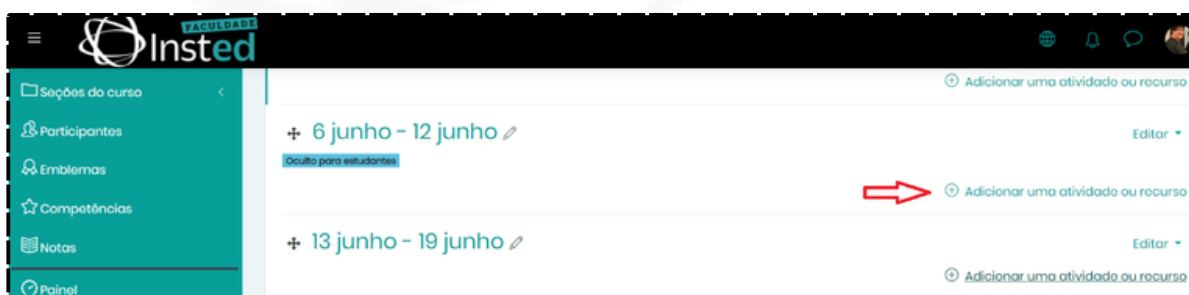 FACULDADE
Insted
Seções do curso
Participantes
Emblemas
Competências
Notas
Painel
Adicionar uma atividade ou recurso
6 junho - 12 junho
Editar
Oculto para estudantes
Adicionar uma atividade ou recurso
13 junho - 19 junho
Editar
Adicionar uma atividade ou recurso